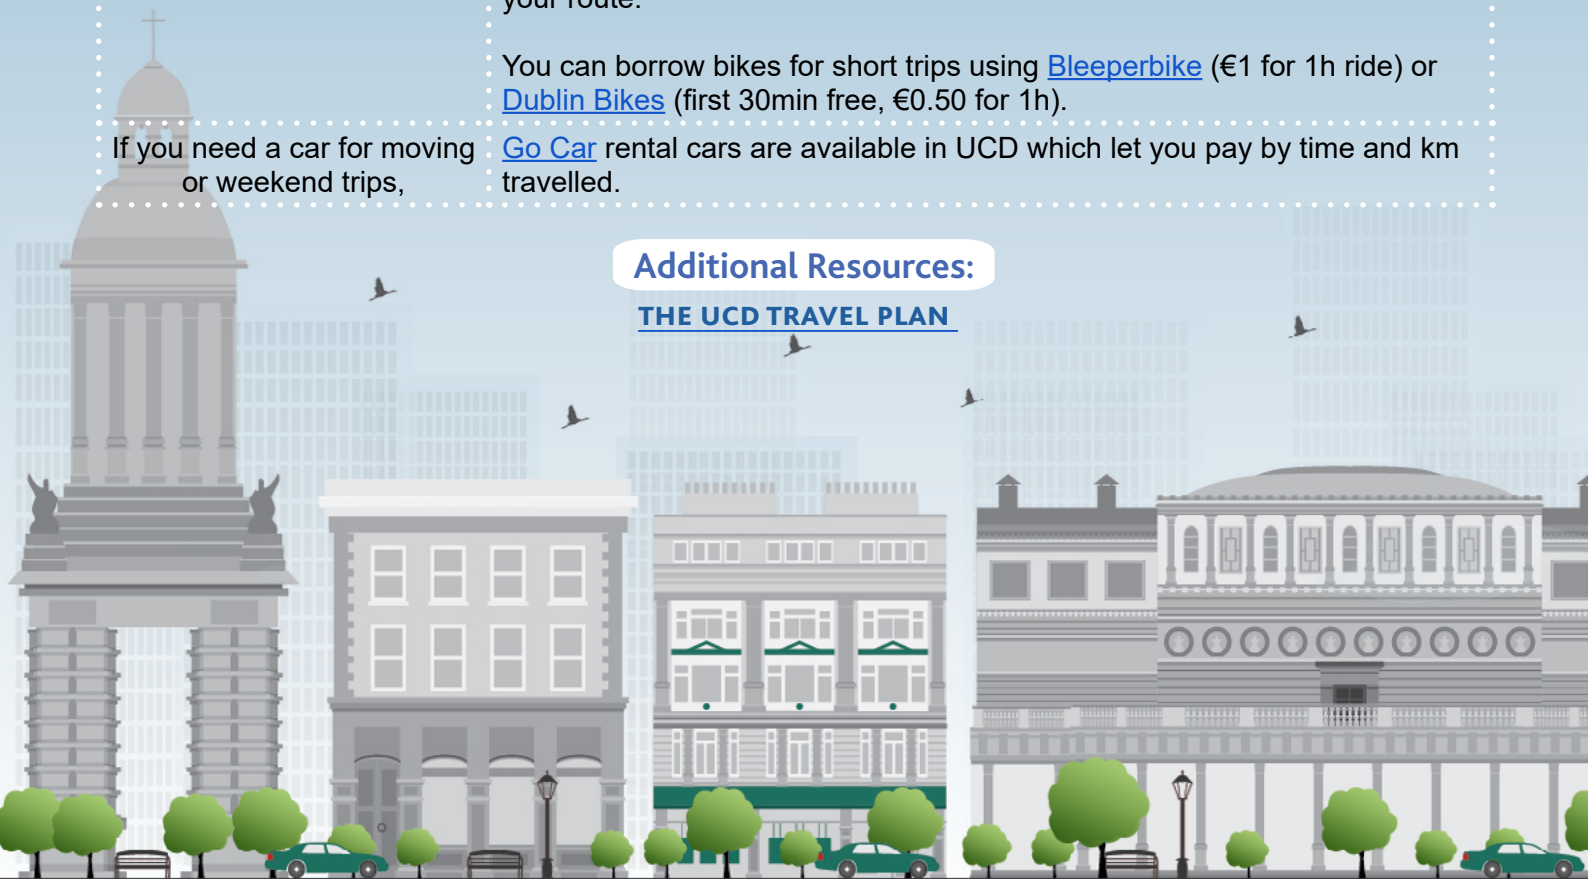 your route.
You can borrow bikes for short trips using Bleeperbike (€1 for 1h ride) or
Dublin Bikes (first 30min free, €0.50 for 1h).
If you need a car for moving
or weekend trips,
Go Car rental cars are available in UCD which let you pay by time and km
travelled.
Additional Resources:
THE UCD TRAVEL PLAN